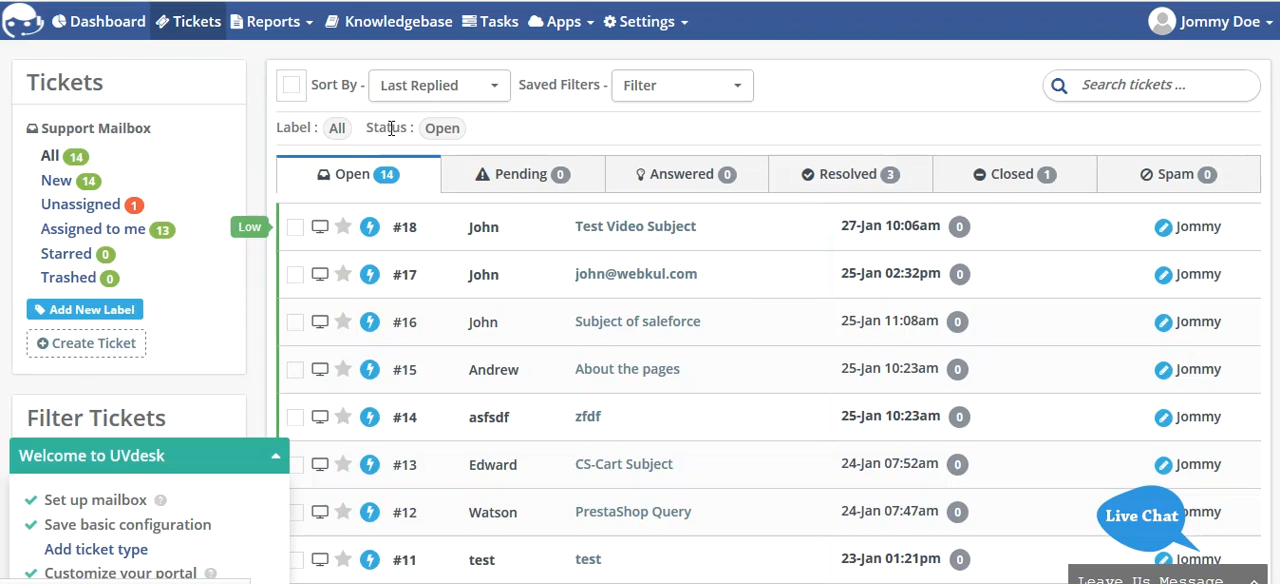 Dashboard Tickets Reports Knowledgebase Tasks Apps Settings Jommy Doe
Tickets
Support Mailbox
All 14
New 14
Unassigned 1
Assigned to me 13
Starred 0
Trashed 0
Add New Label
Create Ticket
Filter Tickets
Welcome to UVdesk
Set up mailbox ?
Save basic configuration
Add ticket type
Customize your portal ?
Sort By - Last Replied Saved Filters - Filter Search tickets ...
Label : All Status : Open
Open 14 Pending 0 Answered 0 Resolved 3 Closed 1 Spam 0
Low #18 John Test Video Subject 27-Jan 10:06am 0 Jommy
#17 John john@webkul.com 25-Jan 02:32pm 0 Jommy
#16 John Subject of saleforce 25-Jan 11:08am 0 Jommy
#15 Andrew About the pages 25-Jan 10:23am 0 Jommy
#14 asfsdf zfdf 25-Jan 10:23am 0 Jommy
#13 Edward CS-Cart Subject 24-Jan 07:52am 0 Jommy
#12 Watson PrestaShop Query 24-Jan 07:47am 0 ommy
#11 test test 23-Jan 01:21pm 0 Jommy
Live Chat
Leave Us Message